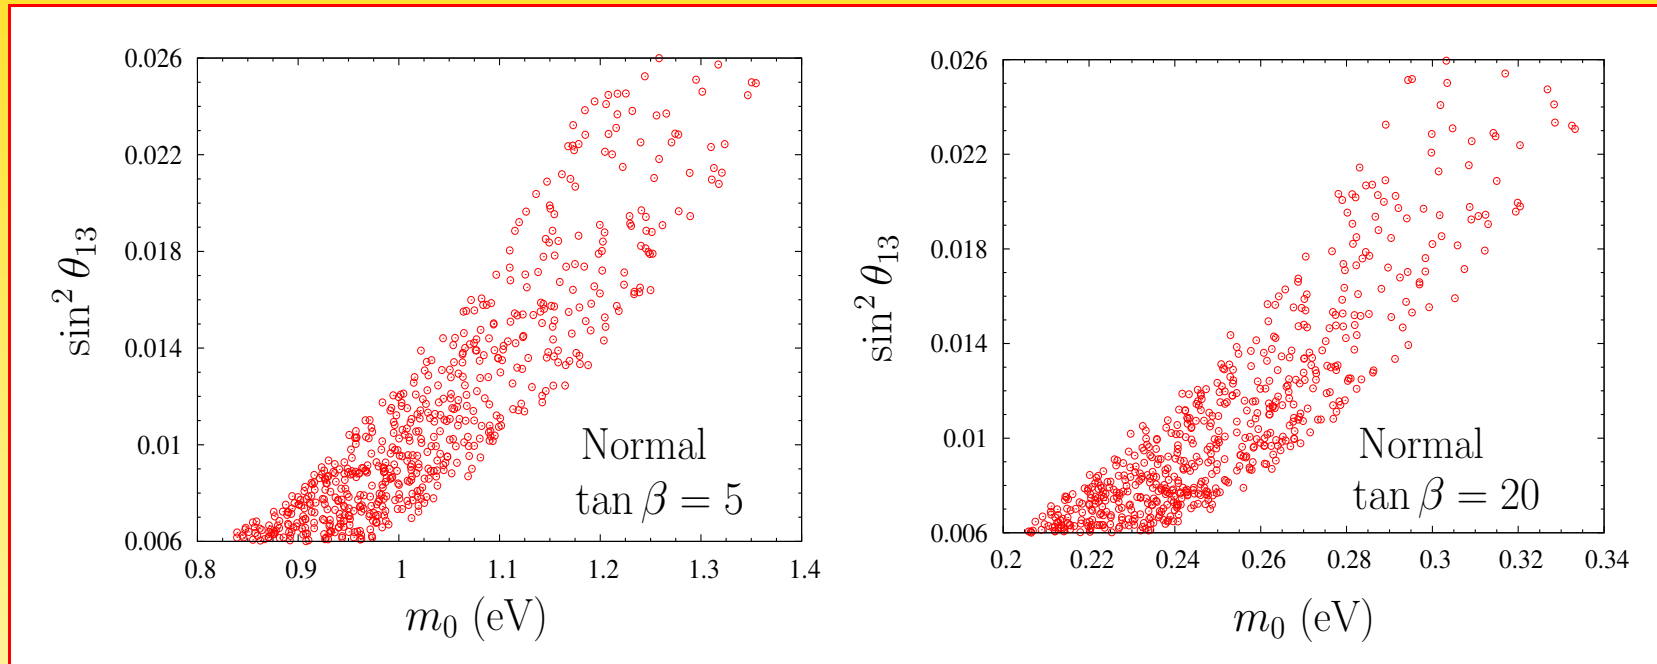 0.026
0.022
0.018
0.014
0.01
0.006
sin² θ₁₃
0.8 0.9 1 1.1 1.2 1.3 1.4
m₀ (eV)
Normal
tan β = 5
0.026
0.022
0.018
0.014
0.01
0.006
sin² θ₁₃
0.2 0.22 0.24 0.26 0.28 0.3 0.32 0.34
m₀ (eV)
Normal
tan β = 20